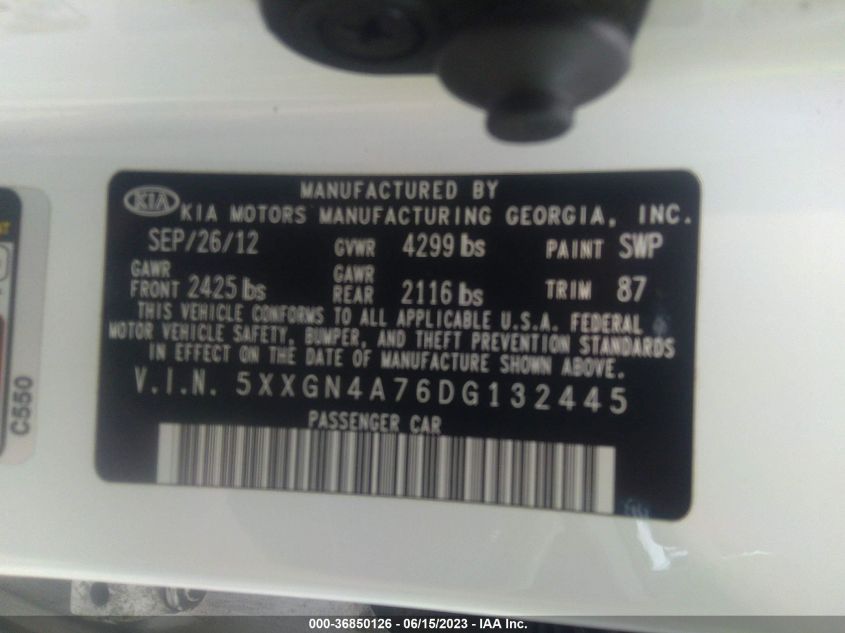 MANUFACTURED BY
KIA KIA MOTORS MANUFACTURING GEORGIA, INC.
SEP/26/12 GVWR 4299 lbs PAINT SWP
GAWR GAWR
FRONT 2425 lbs REAR 2116 lbs TRIM 87
THIS VEHICLE CONFORMS TO ALL APPLICABLE U.S.A. FEDERAL
MOTOR VEHICLE SAFETY, BUMPER, AND THEFT PREVENTION STANDARDS
IN EFFECT ON THE DATE OF MANUFACTURE SHOWN ABOVE.
V.I.N. 5XXGN4A76DG132445
PASSENGER CAR
C550
000-36850126 - 06/15/2023 - IAA Inc.